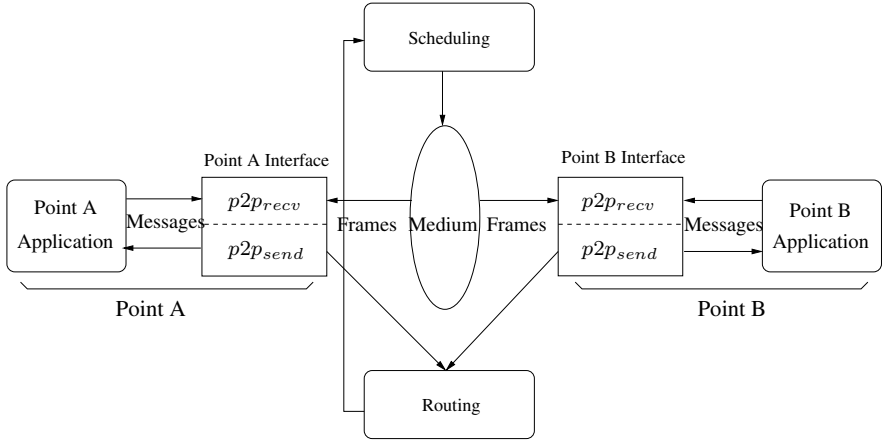 Scheduling
Point A Interface
Point B Interface
Point A
Application
Messages
p2p_recv
p2p_send
Frames
Medium
Frames
p2p_recv
p2p_send
Messages
Point B
Application
Point A
Point B
Routing